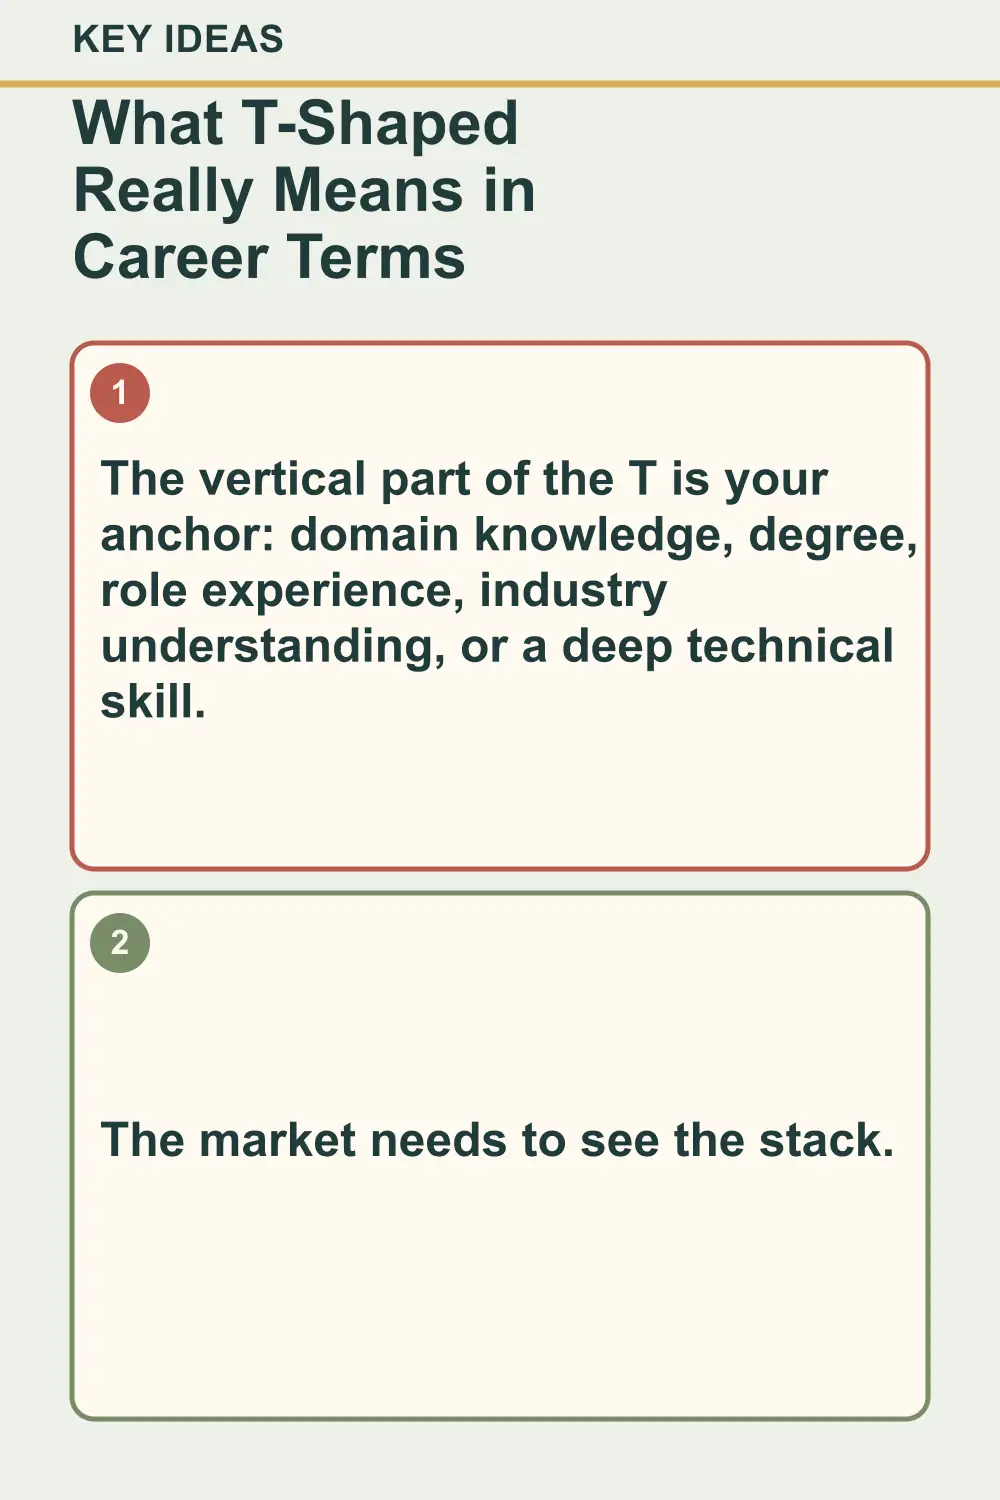 KEY IDEAS
What T-Shaped
Really Means in
Career Terms
1
The vertical part of the T is your
anchor: domain knowledge, degree,
role experience, industry
understanding, or a deep technical
skill.
2
The market needs to see the stack.